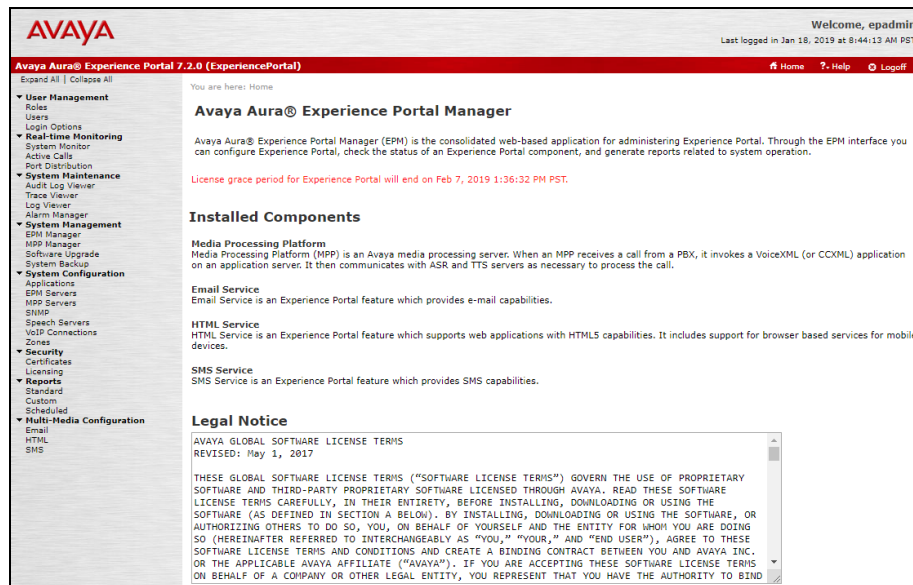 AVAYA
Welcome, epadmin
Last logged in Jan 18, 2019 at 8:44:13 AM PST
Avaya Aura® Experience Portal 7.2.0 (ExperiencePortal)
Home
?. Help
Logoff
Expand All | Collapse All
User Management
Roles
Users
Login Options
Real-time Monitoring
System Monitor
Active Calls
Port Distribution
System Maintenance
Audit Log Viewer
Trace Viewer
Log Viewer
Alarm Manager
System Management
EPM Manager
MPP Manager
Software Upgrade
System Backup
System Configuration
Applications
EPM Servers
MPP Servers
SNMP
Speech Servers
VoIP Connections
Zones
Security
Certificates
Licensing
Reports
Standard
Custom
Scheduled
Multi-Media Configuration
Email
HTML
SMS
You are here: Home
Avaya Aura® Experience Portal Manager
Avaya Aura® Experience Portal Manager (EPM) is the consolidated web-based application for administering Experience Portal. Through the EPM interface you
can configure Experience Portal, check the status of an Experience Portal component, and generate reports related to system operation.
License grace period for Experience Portal will end on Feb 7, 2019 1:36:32 PM PST.
Installed Components
Media Processing Platform
Media Processing Platform (MPP) is an Avaya media processing server. When an MPP receives a call from a PBX, it invokes a VoiceXML (or CCXML) application
on an application server. It then communicates with ASR and TTS servers as necessary to process the call.
Email Service
Email Service is an Experience Portal feature which provides e-mail capabilities.
HTML Service
HTML Service is an Experience Portal feature which supports web applications with HTML5 capabilities. It includes support for browser based services for mobile
devices.
SMS Service
SMS Service is an Experience Portal feature which provides SMS capabilities.
Legal Notice
AVAYA GLOBAL SOFTWARE LICENSE TERMS
REVISED: May 1, 2017
THESE GLOBAL SOFTWARE LICENSE TERMS (“SOFTWARE LICENSE TERMS”) GOVERN THE USE OF PROPRIETARY
SOFTWARE AND THIRD-PARTY PROPRIETARY SOFTWARE LICENSED THROUGH AVAYA. READ THESE SOFTWARE
LICENSE TERMS CAREFULLY, IN THEIR ENTIRETY, BEFORE INSTALLING, DOWNLOADING OR USING THE
SOFTWARE (AS DEFINED IN SECTION A BELOW). BY INSTALLING, DOWNLOADING OR USING THE SOFTWARE, OR
AUTHORIZING OTHERS TO DO SO, YOU, ON BEHALF OF YOURSELF AND THE ENTITY FOR WHOM YOU ARE DOING
SO (HEREINAFTER REFERRED TO INTERCHANGEABLY AS “YOU,” “YOUR,” AND “END USER”), AGREE TO THESE
SOFTWARE LICENSE TERMS AND CONDITIONS AND CREATE A BINDING CONTRACT BETWEEN YOU AND AVAYA INC.
OR THE APPLICABLE AVAYA AFFILIATE (“AVAYA”). IF YOU ARE ACCEPTING THESE SOFTWARE LICENSE TERMS
ON BEHALF OF A COMPANY OR OTHER LEGAL ENTITY, YOU REPRESENT THAT YOU HAVE THE AUTHORITY TO BIND